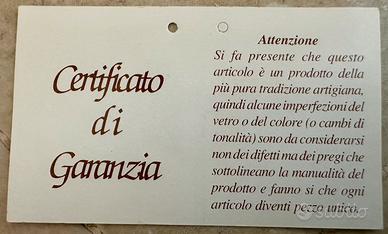 Certificato
di
Garanzia
Attenzione
Si fa presente che questo
articolo è un prodotto della
più pura tradizione artigiana,
quindi alcune imperfezioni del
vetro o del colore (o cambi di
tonalità) sono da considerarsi
non dei difetti ma dei pregi che
sottolineano la manualità del
prodotto e fanno sì che ogni
articolo diventi pezzo unico.
subito